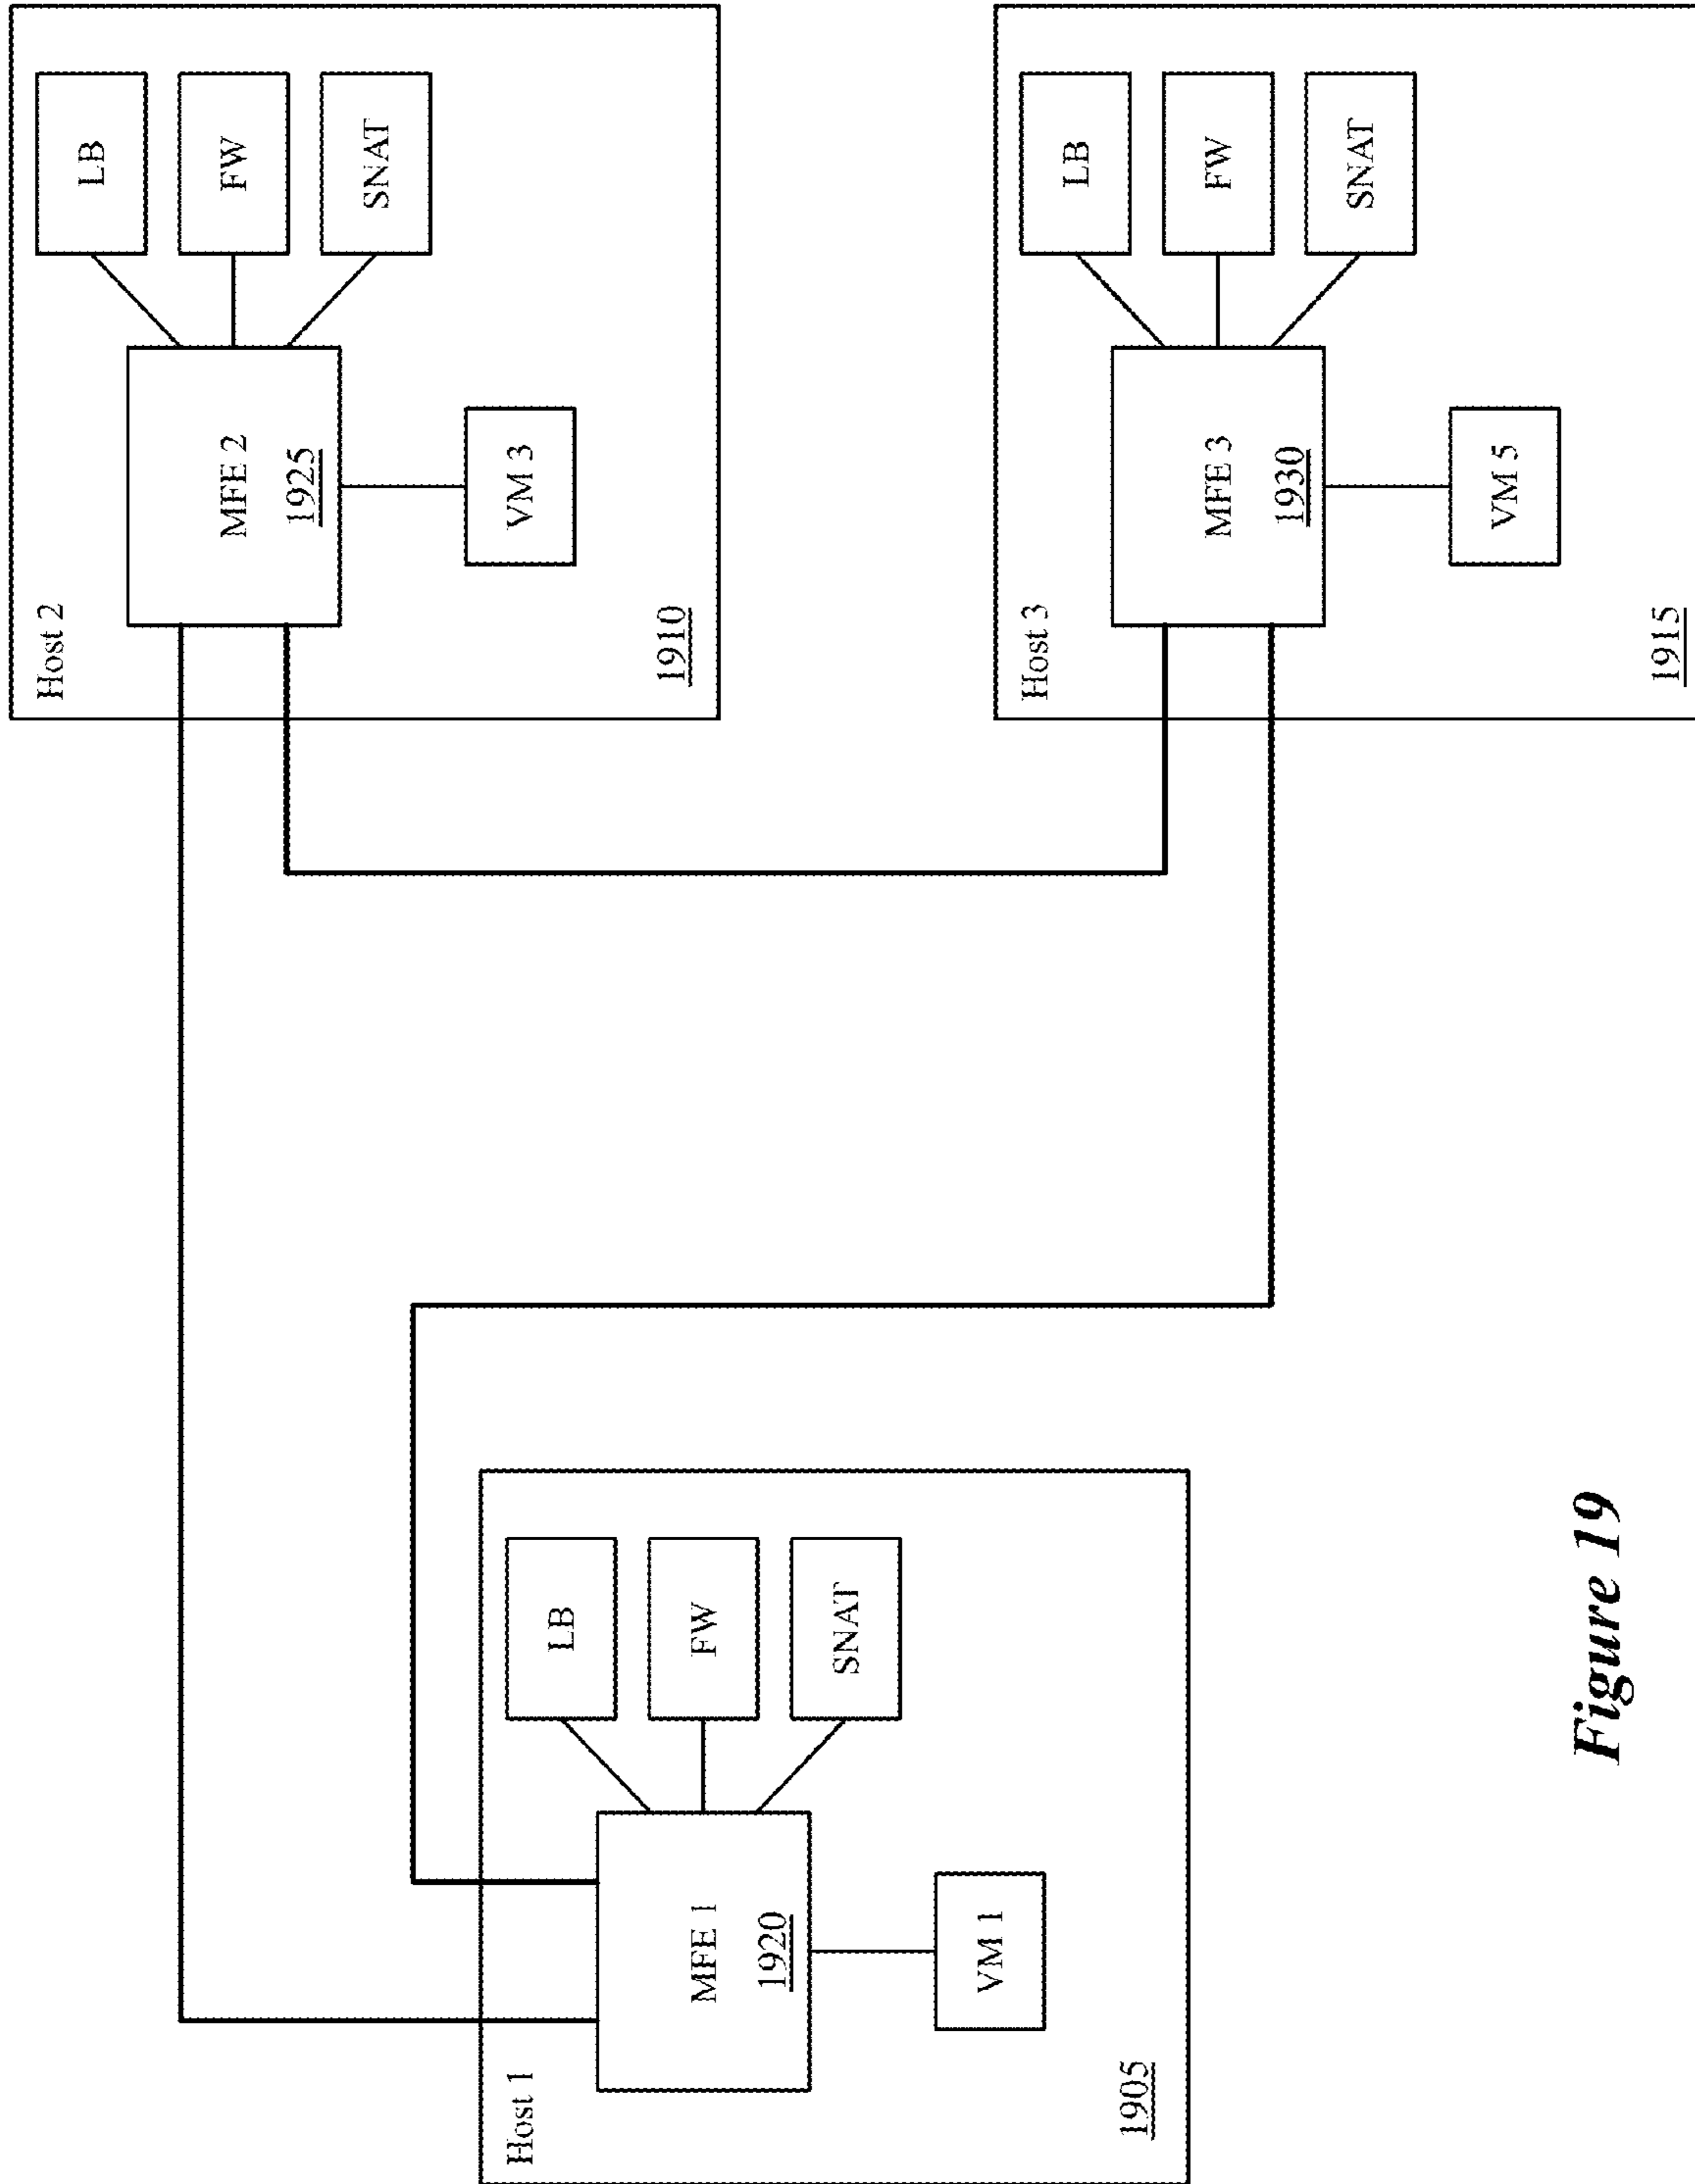 Host 1
MFE 1
1920
LB
FW
SNAT
VM 1
1905
Host 2
MFE 2
1925
LB
FW
SNAT
VM 3
1910
Host 3
MFE 3
1930
LB
FW
SNAT
VM 5
1915
Figure 19